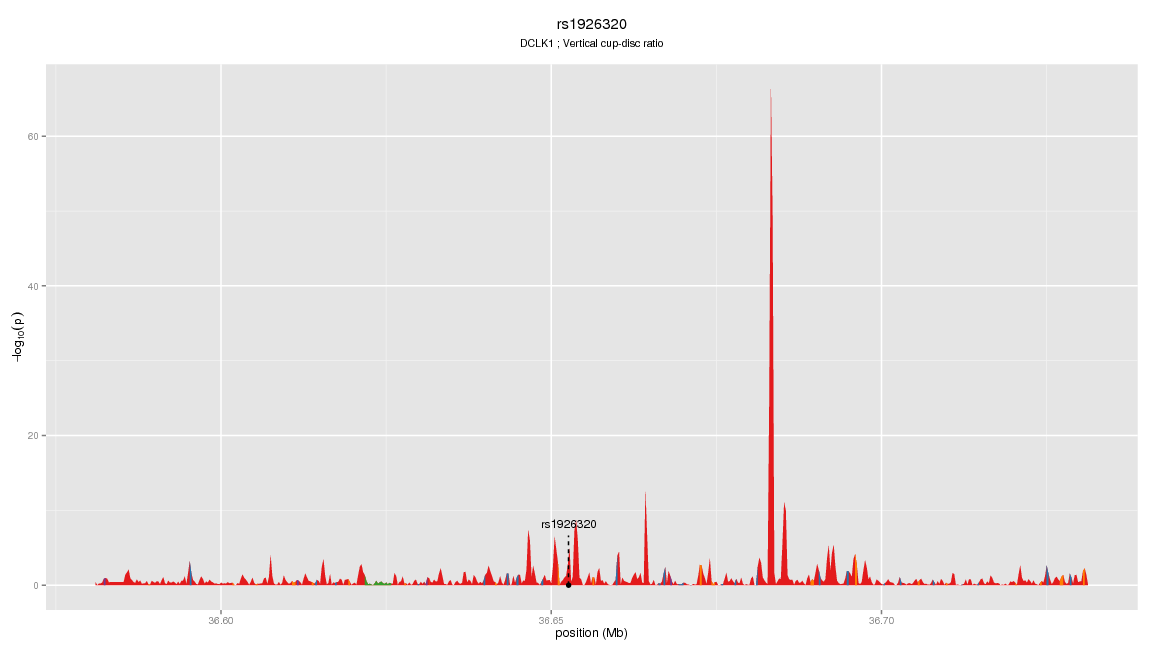 rs1926320
DCLK1 ; Vertical cup-disc ratio
60
40
20
0
−log10(p)
rs1926320
36.60
36.65
36.70
position (Mb)